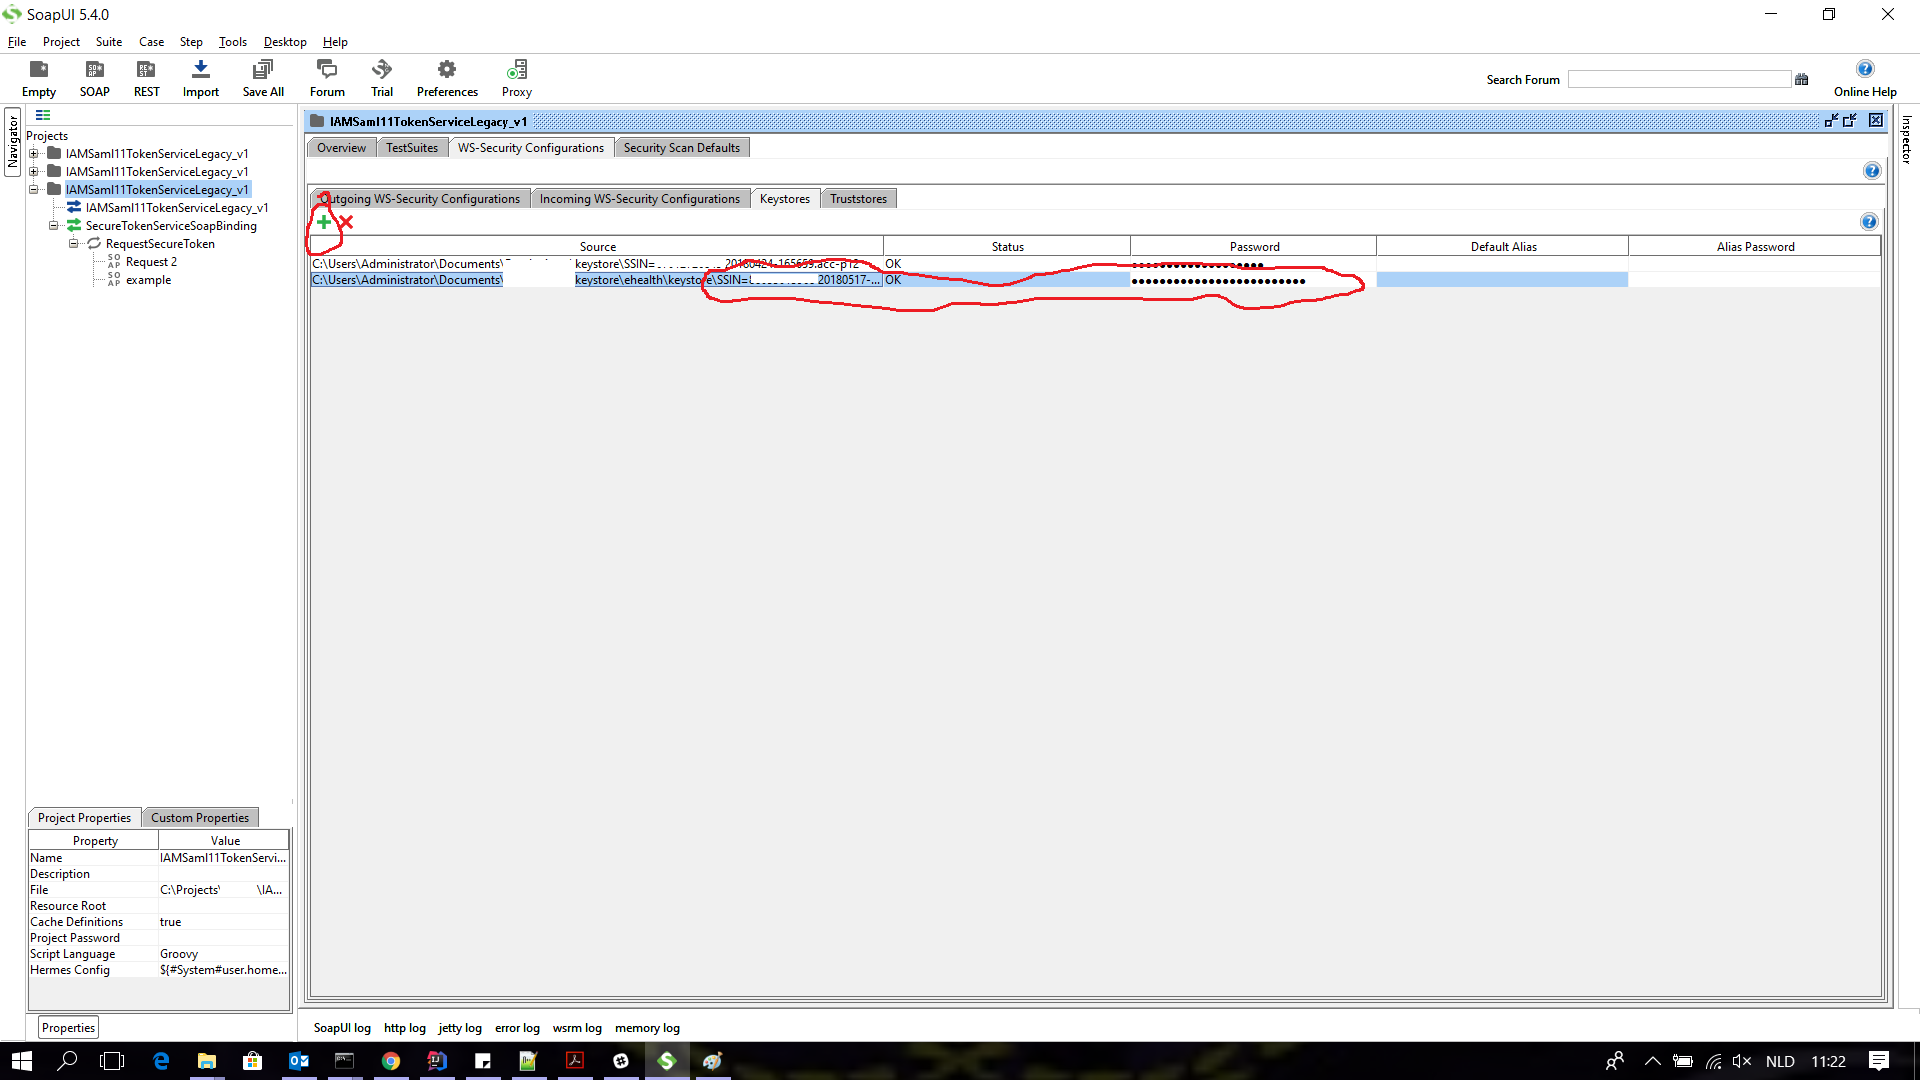 SoapUI 5.4.0
File Project Suite Case Step Tools Desktop Help
Empty SOAP REST Import Save All Forum Trial Preferences Proxy
Search Forum
Online Help
Navigator
Inspector
Projects
IAMSaml11TokenServiceLegacy_v1
IAMSaml11TokenServiceLegacy_v1
IAMSaml11TokenServiceLegacy_v1
IAMSaml11TokenServiceLegacy_v1
SecureTokenServiceSoapBinding
RequestSecureToken
SO AP Request 2
SO AP example
IAMSaml11TokenServiceLegacy_v1
Overview TestSuites WS-Security Configurations Security Scan Defaults
Outgoing WS-Security Configurations Incoming WS-Security Configurations Keystores Truststores
Source Status Password Default Alias Alias Password
C:\Users\Administrator\Documents\ keystore\SSIN= 20180424-165659.acc-p12 OK ●●●●●●●●●●●●●●●●●●●
C:\Users\Administrator\Documents\ keystore\ehealth\keystore\SSIN= 20180517-... OK ●●●●●●●●●●●●●●●●●●●●●●●●●
Project Properties Custom Properties
Property Value
Name IAMSaml11TokenServi...
Description
File C:\Projects\ \IA...
Resource Root
Cache Definitions true
Project Password
Script Language Groovy
Hermes Config ${#System#user.home...
Properties
SoapUI log http log jetty log error log wsrm log memory log
NLD 11:22